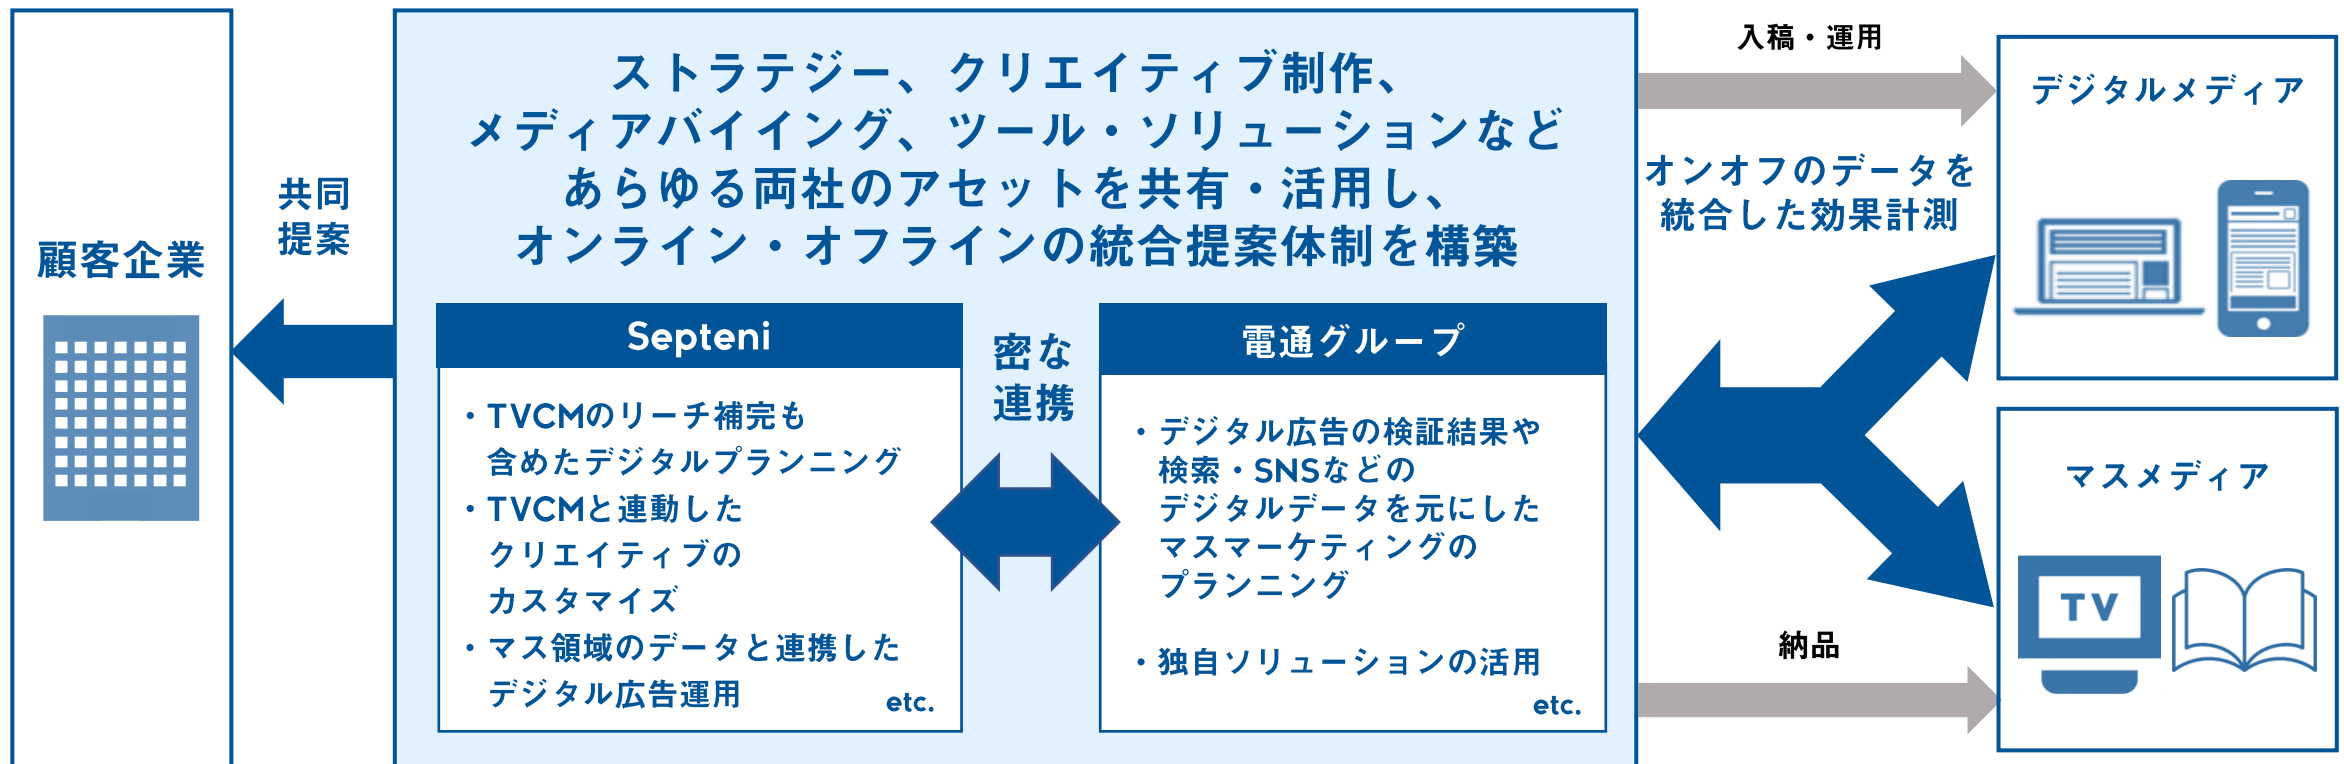 顧客企業
共同
提案
ストラテジー、クリエイティブ制作、
メディアバイイング、ツール・ソリューションなど
あらゆる両社のアセットを共有・活用し、
オンライン・オフラインの統合提案体制を構築
Septeni
・TVCMのリーチ補完も
含めたデジタルプランニング
・TVCMと連動した
クリエイティブの
カスタマイズ
・マス領域のデータと連携した
デジタル広告運用
etc.
密な
連携
電通グループ
・デジタル広告の検証結果や
検索・SNSなどの
デジタルデータを元にした
マスマーケティングの
プランニング
・独自ソリューションの活用
etc.
入稿・運用
オンオフのデータを
統合した効果計測
納品
デジタルメディア
マスメディア
TV